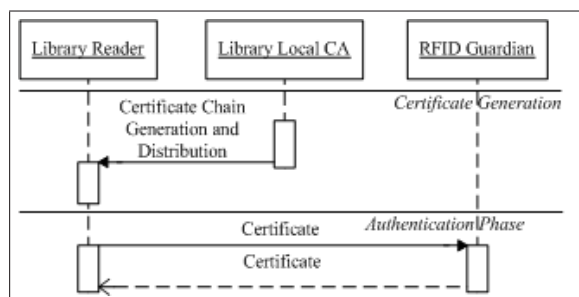 Library Reader
Library Local CA
RFID Guardian
Certificate Generation
Certificate Chain
Generation and
Distribution
Authentication Phase
Certificate
Certificate